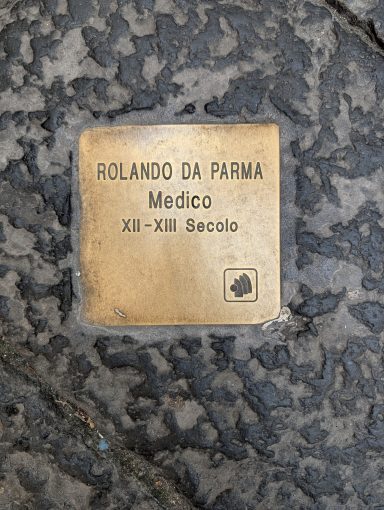 ROLANDO DA PARMA
Medico
XII-XIII Secolo